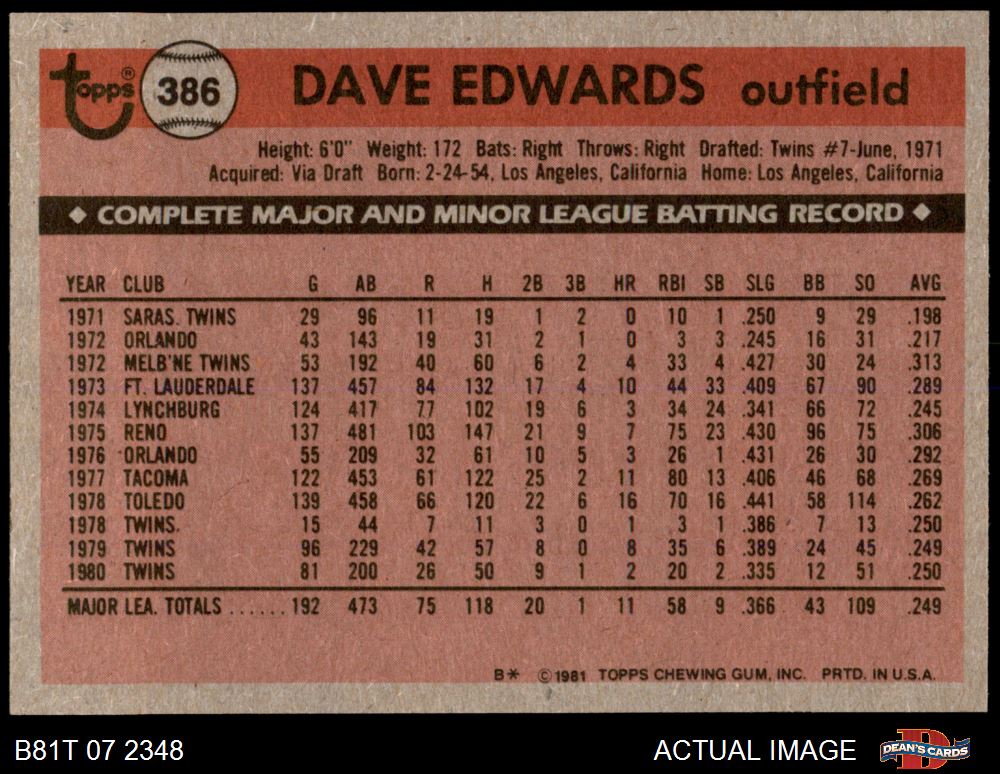 topps® 386 DAVE EDWARDS outfield
Height: 6'0" Weight: 172 Bats: Right Throws: Right Drafted: Twins #7-June, 1971
Acquired: Via Draft Born: 2-24-54, Los Angeles, California Home: Los Angeles, California
◆ COMPLETE MAJOR AND MINOR LEAGUE BATTING RECORD ◆
YEAR CLUB G AB R H 2B 3B HR RBI SB SLG BB SO AVG
1971 SARAS. TWINS 29 96 11 19 1 2 0 10 1 .250 9 29 .198
1972 ORLANDO 43 143 19 31 2 1 0 3 3 .245 16 31 .217
1972 MELB'NE TWINS 53 192 40 60 6 2 4 33 4 .427 30 24 .313
1973 FT. LAUDERDALE 137 457 84 132 17 4 10 44 33 .409 67 90 .289
1974 LYNCHBURG 124 417 77 102 19 6 3 34 24 .341 66 72 .245
1975 RENO 137 481 103 147 21 9 7 75 23 .430 96 75 .306
1976 ORLANDO 55 209 32 61 10 5 3 26 1 .431 26 30 .292
1977 TACOMA 122 453 61 122 25 2 11 80 13 .406 46 68 .269
1978 TOLEDO 139 458 66 120 22 6 16 70 16 .441 58 114 .262
1978 TWINS. 15 44 7 11 3 0 1 3 1 .386 7 13 .250
1979 TWINS 96 229 42 57 8 0 8 35 6 .389 24 45 .249
1980 TWINS 81 200 26 50 9 1 2 20 2 .335 12 51 .250
MAJOR LEA. TOTALS ......192 473 75 118 20 1 11 58 9 .366 43 109 .249
B* ©1981 TOPPS CHEWING GUM, INC. PRTD. IN U.S.A.
B81T 07 2348 ACTUAL IMAGE DEAN'S CARDS